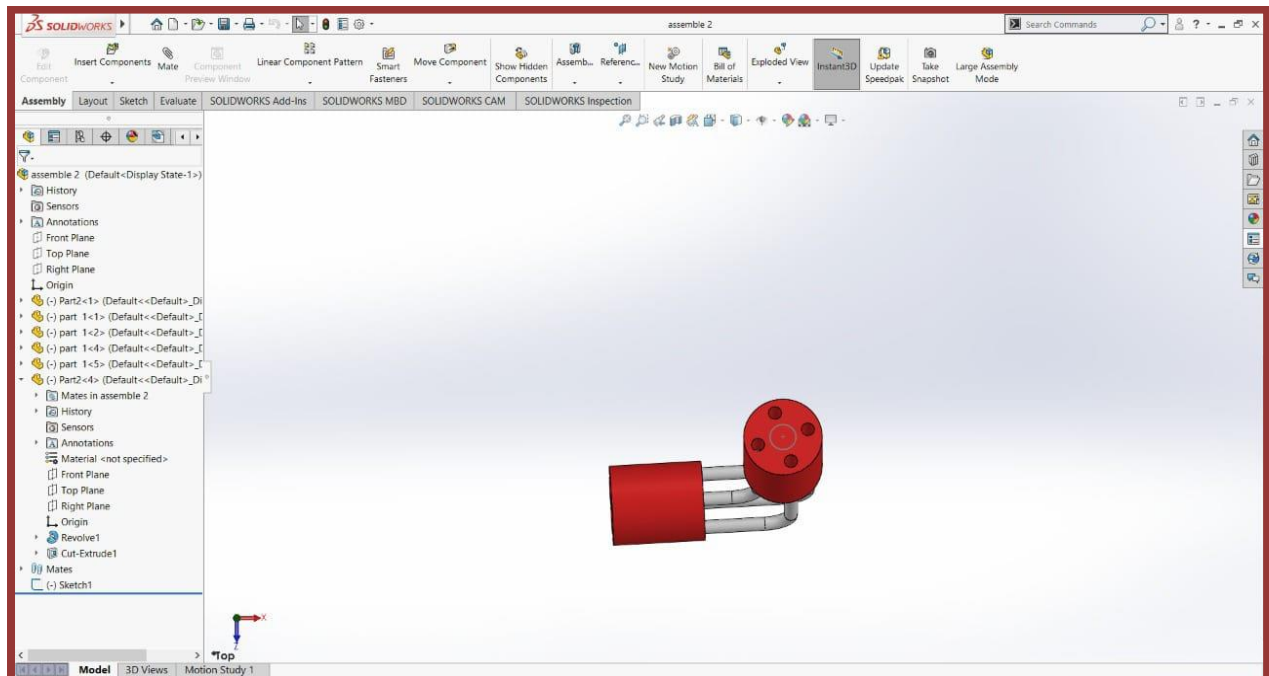 SOLIDWORKS
assemble 2
Search Commands
Edit Component
Insert Components
Mate
Component Preview Window
Linear Component Pattern
Smart Fasteners
Move Component
Show Hidden Components
Assemb...
Referenc...
New Motion Study
Bill of Materials
Exploded View
Instant3D
Update Speedpak
Take Snapshot
Large Assembly Mode
Assembly Layout Sketch Evaluate SOLIDWORKS Add-Ins SOLIDWORKS MBD SOLIDWORKS CAM SOLIDWORKS Inspection
assemble 2 (Default<Display State-1>)
History
Sensors
Annotations
Front Plane
Top Plane
Right Plane
Origin
(-) Part2<1> (Default<<Default>_Di
(-) part 1<1> (Default<<Default>_D
(-) part 1<2> (Default<<Default>_D
(-) part 1<4> (Default<<Default>_D
(-) part 1<5> (Default<<Default>_D
(-) Part2<4> (Default<<Default>_Di
Mates in assemble 2
History
Sensors
Annotations
Material <not specified>
Front Plane
Top Plane
Right Plane
Origin
Revolve1
Cut-Extrude1
Mates
(-) Sketch1
X
Z
*Top
Model 3D Views Motion Study 1